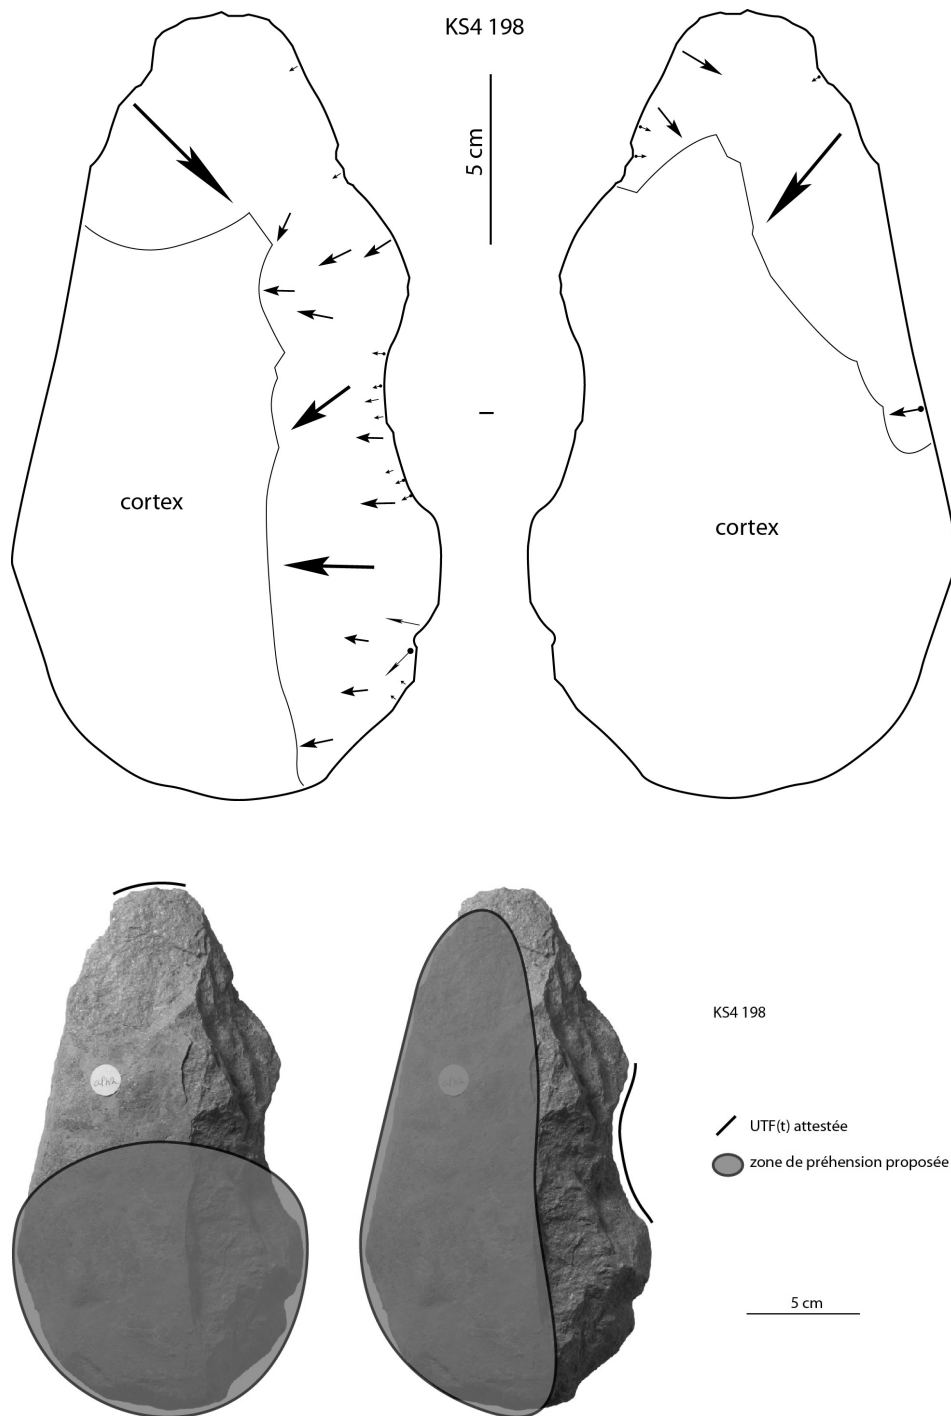 KS4 198
5 cm
cortex
cortex
KS4 198
UTF(t) attestée
zone de préhension proposée
5 cm